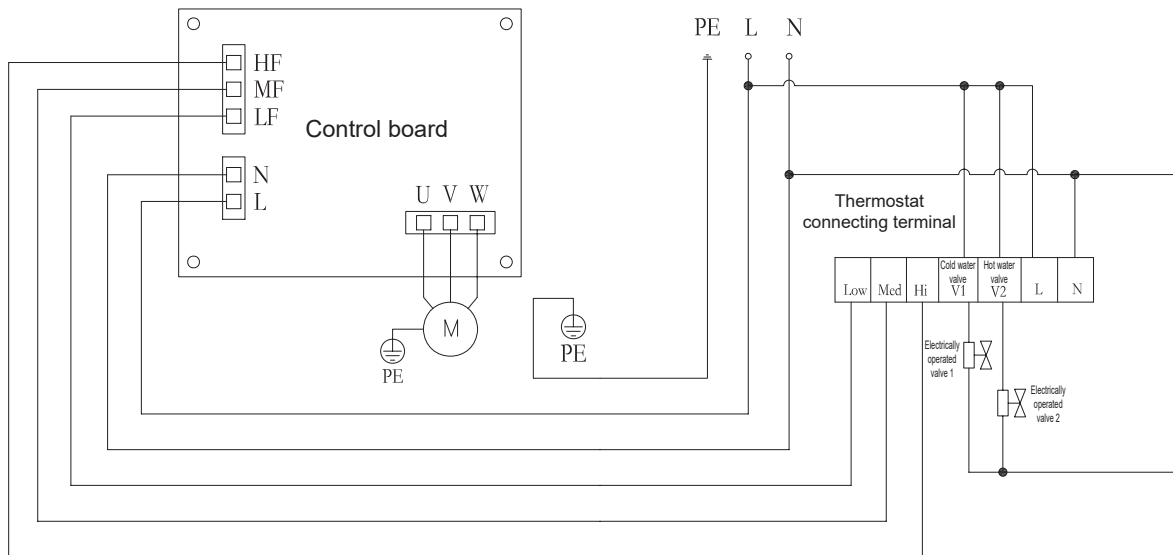 PE L N
HF
MF
LF
Control board
N
L
U V W
M
PE
PE
Thermostat
connecting terminal
Low
Med
Hi
Cold water
valve
V1
Hot water
valve
V2
L
N
Electrically
operated
valve 1
Electrically
operated
valve 2